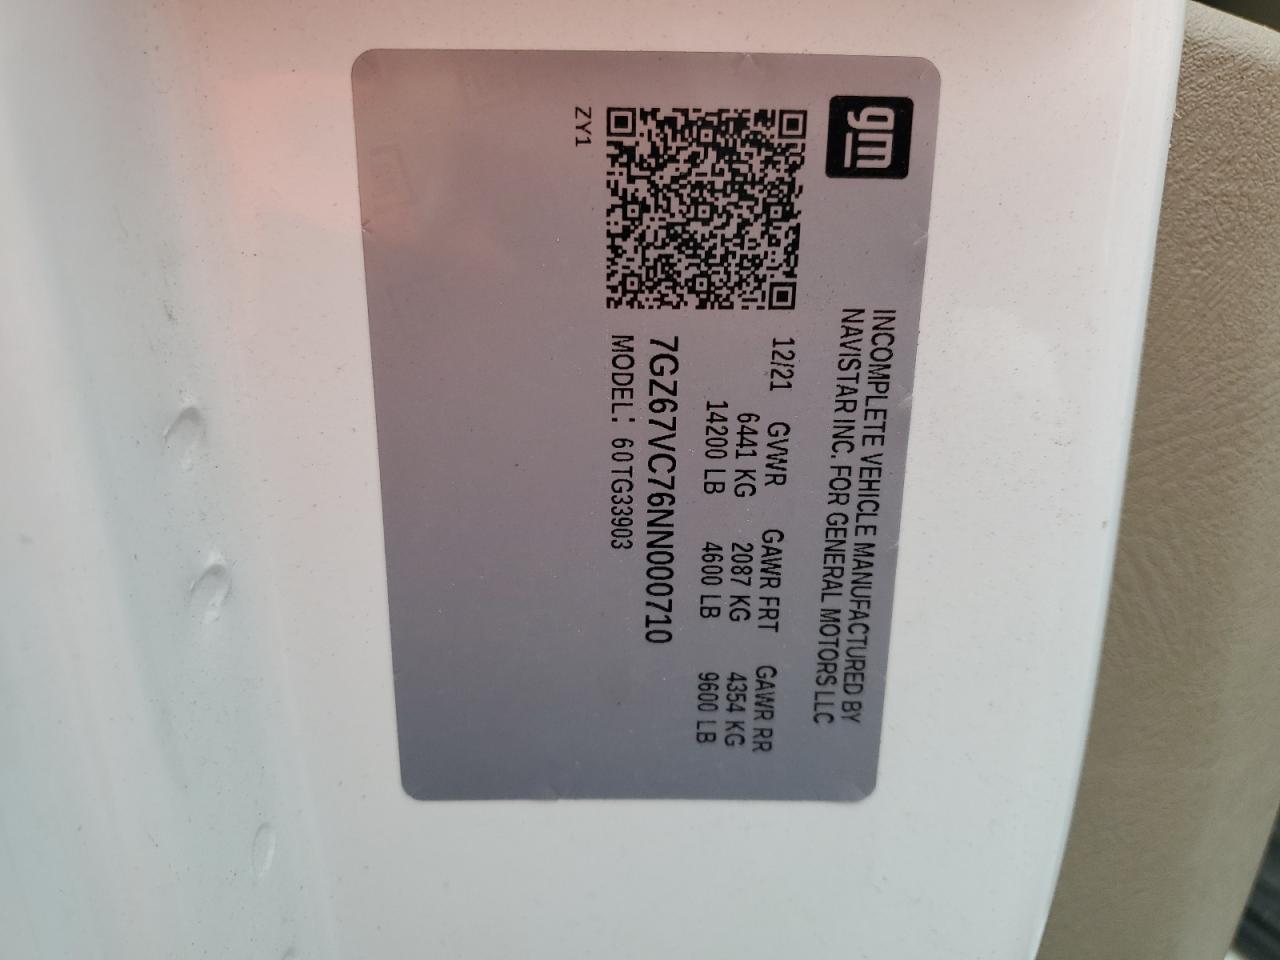 gm
INCOMPLETE VEHICLE MANUFACTURED BY
NAVISTAR INC. FOR GENERAL MOTORS LLC
12/21 GVWR GAWR FRT GAWR RR
6441 KG 2087 KG 4354 KG
14200 LB 4600 LB 9600 LB
7GZ67VC76NN000710
MODEL: 60TG33903
ZY1